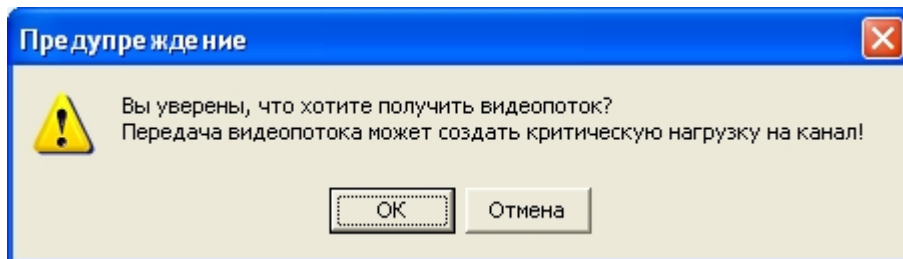 Предупреждение
Вы уверены, что хотите получить видеопоток?
Передача видеопотока может создать критическую нагрузку на канал!
ОК
Отмена